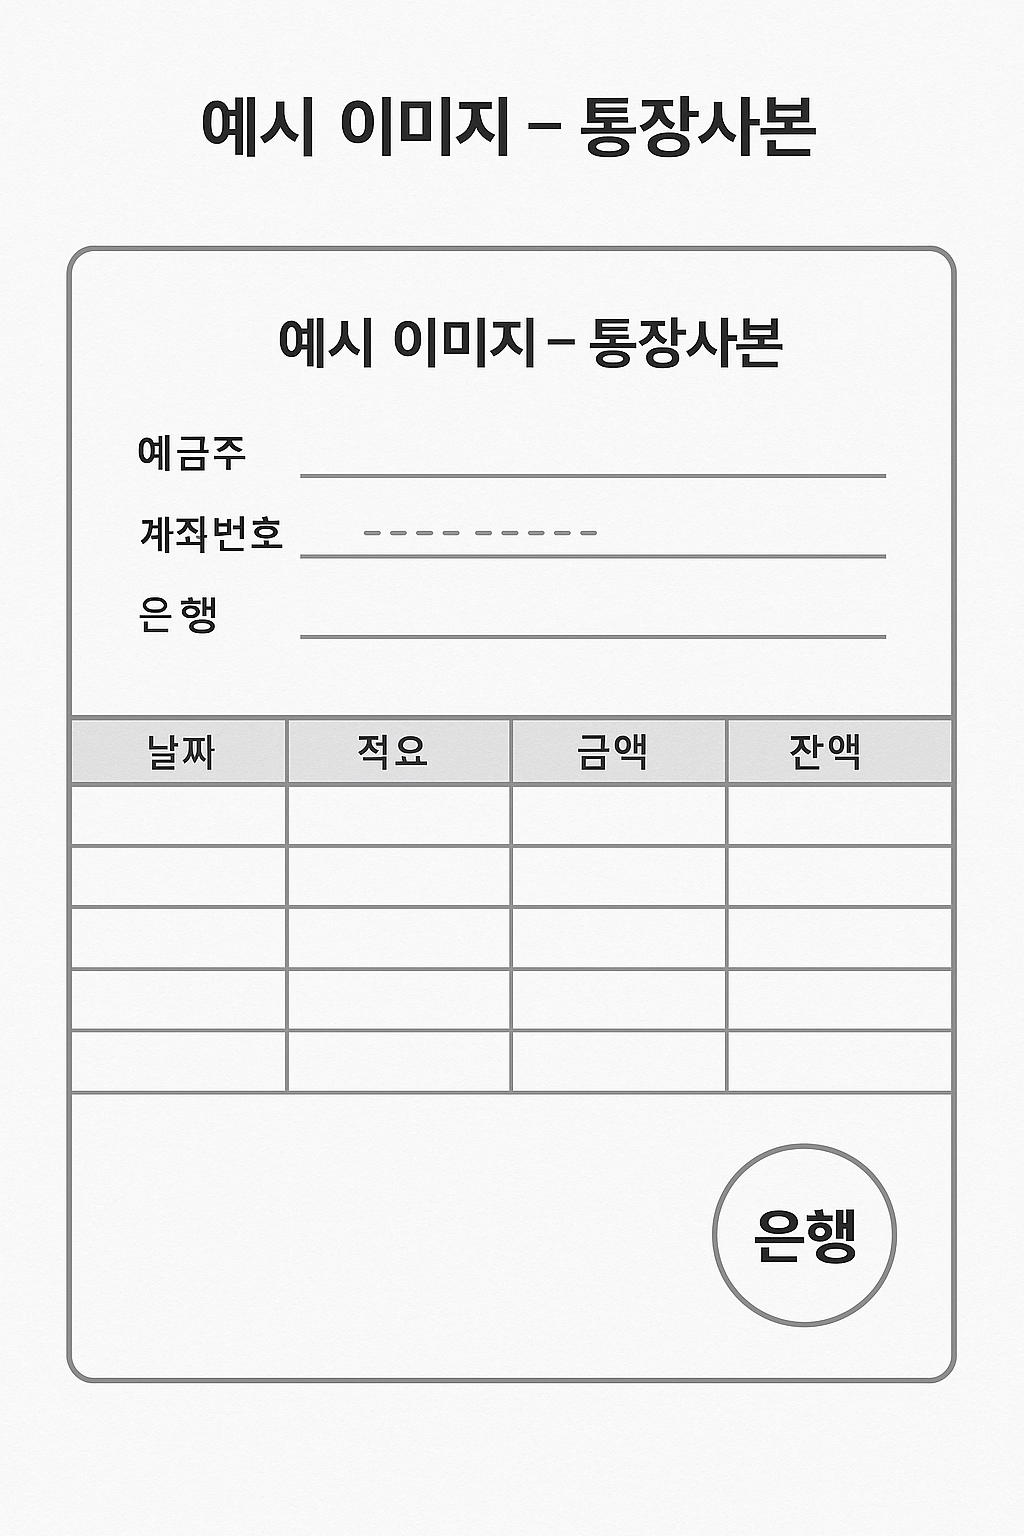 예시 이미지 – 통장사본
예시 이미지 – 통장사본
예금주
계좌번호 – – – – – – – – –
은행
날짜 적요 금액 잔액
은행